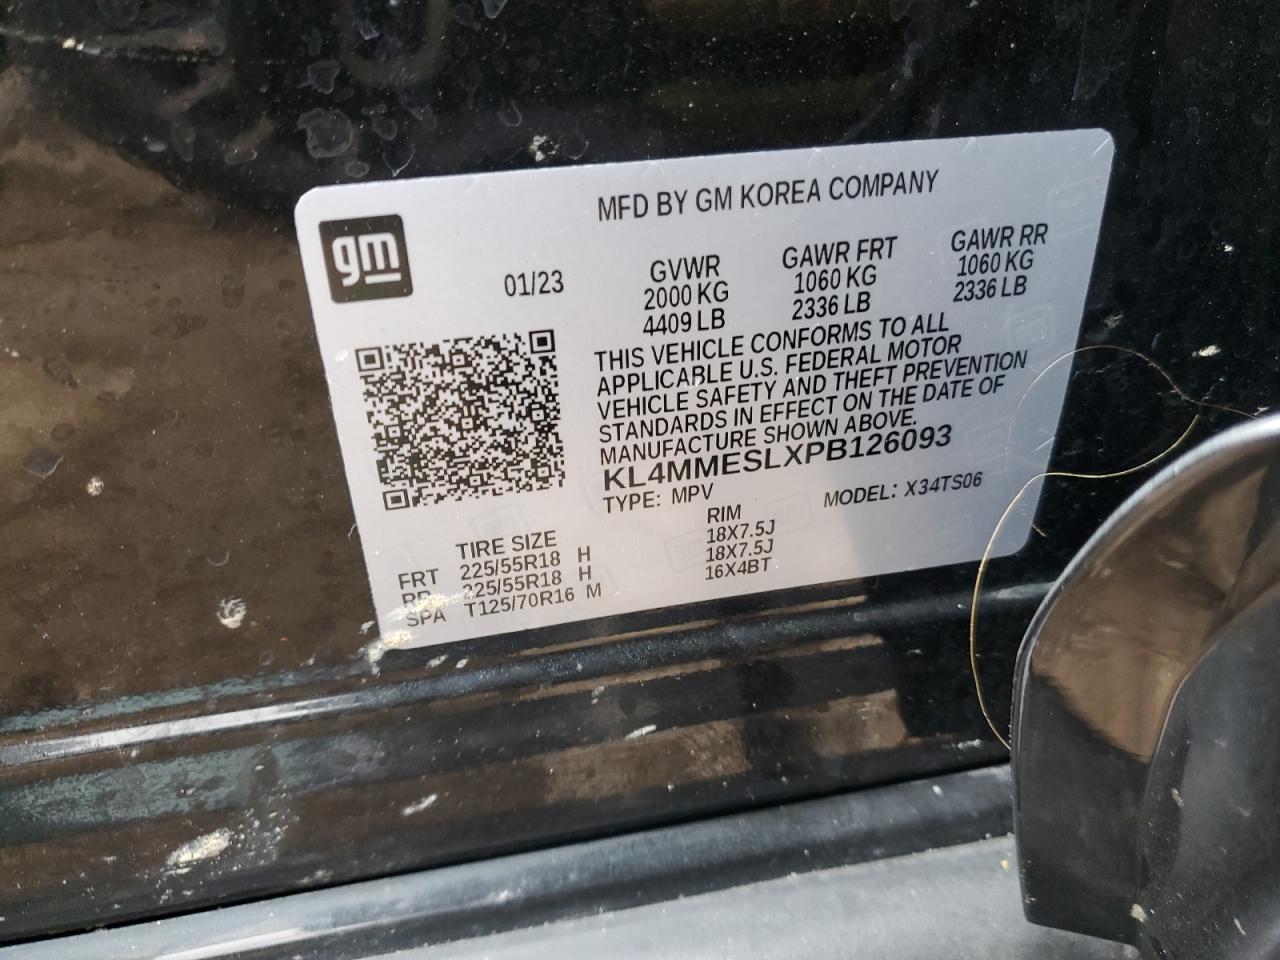 gm
MFD BY GM KOREA COMPANY
01/23
GVWR GAWR FRT GAWR RR
2000 KG 1060 KG 1060 KG
4409 LB 2336 LB 2336 LB
THIS VEHICLE CONFORMS TO ALL
APPLICABLE U.S. FEDERAL MOTOR
VEHICLE SAFETY AND THEFT PREVENTION
STANDARDS IN EFFECT ON THE DATE OF
MANUFACTURE SHOWN ABOVE.
KL4MMESLXPB126093
TYPE: MPV MODEL: X34TS06
TIRE SIZE RIM
FRT 225/55R18 H 18X7.5J
RR 225/55R18 H 18X7.5J
SPA T125/70R16 M 16X4BT